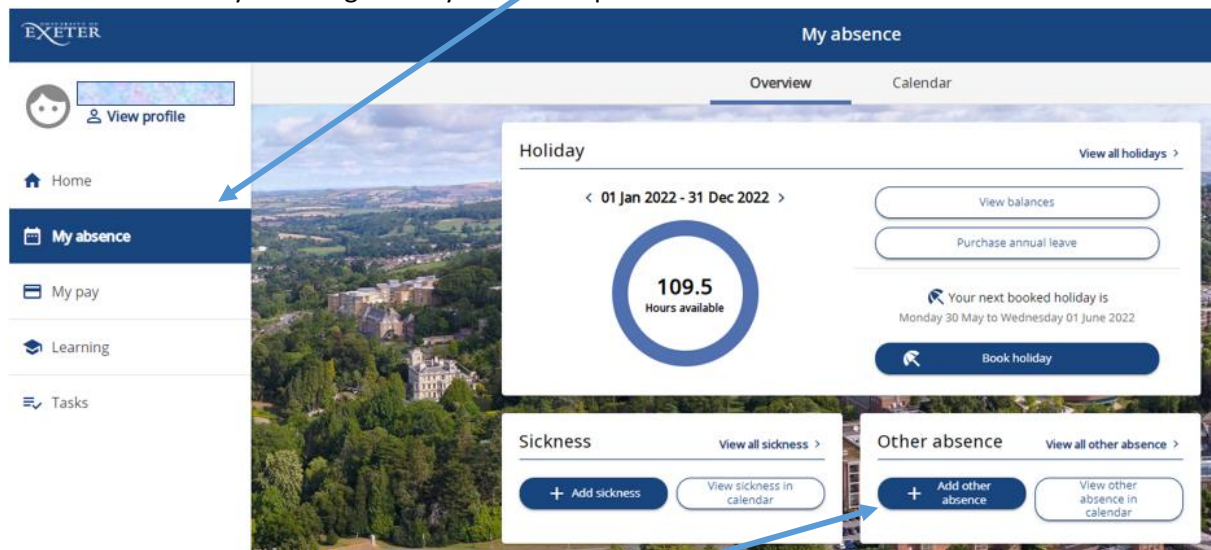 UNIVERSITY OF
EXETER
My absence
Overview Calendar
View profile
Home
My absence
My pay
Learning
Tasks
Holiday
View all holidays >
< 01 Jan 2022 - 31 Dec 2022 >
109.5
Hours available
View balances
Purchase annual leave
Your next booked holiday is
Monday 30 May to Wednesday 01 June 2022
Book holiday
Sickness
View all sickness >
+ Add sickness
View sickness in
calendar
Other absence
View all other absence >
+ Add other
absence
View other
absence in
calendar